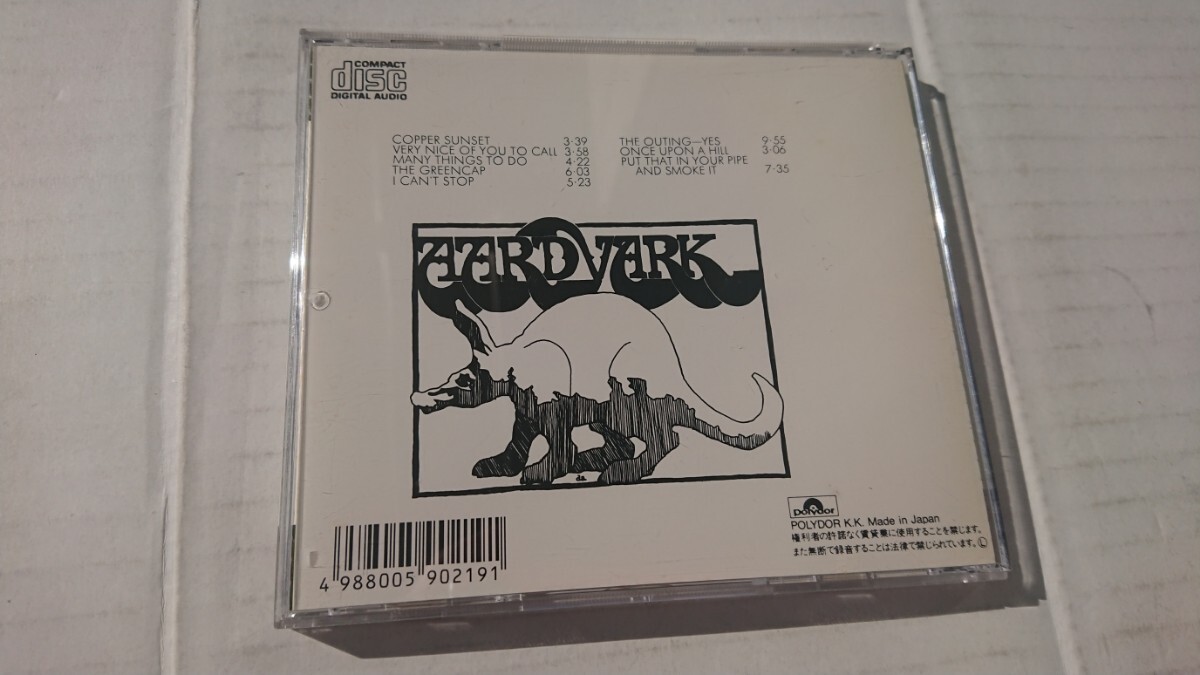 COMPACT
disc
DIGITAL AUDIO
COPPER SUNSET 3·39
VERY NICE OF YOU TO CALL 3·58
MANY THINGS TO DO 4·22
THE GREENCAP 6·03
I CAN'T STOP 5·23
THE OUTING—YES 9·55
ONCE UPON A HILL 3·06
PUT THAT IN YOUR PIPE
AND SMOKE IT 7·35
AARDVARK
da
polydor
POLYDOR K.K. Made in Japan
権利者の許諾なく賃貸業に使用することを禁じます。
また無断で録音することは法律で禁じられています。Ⓛ
4 988005 902191